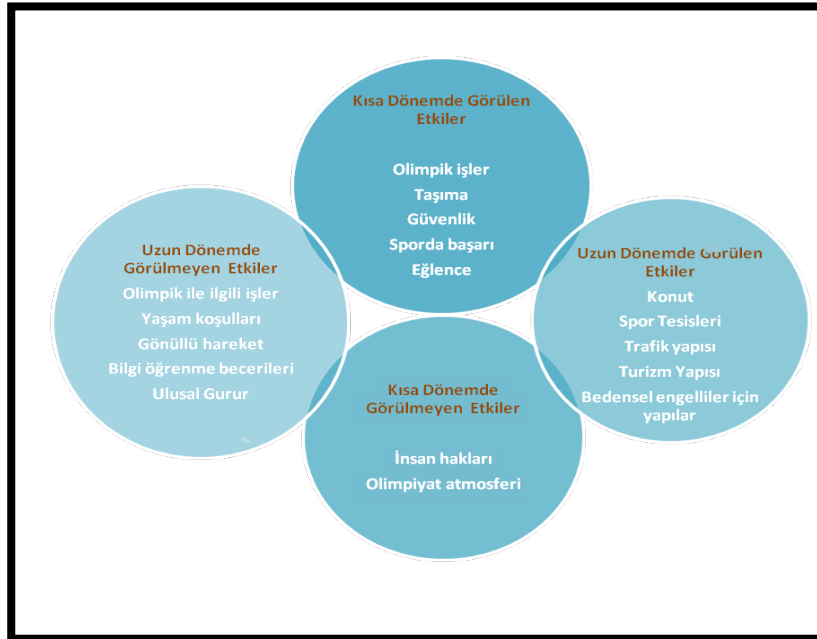 Kısa Dönemde Görülen
Etkiler
Olimpik işler
Taşıma
Güvenlik
Sporda başarı
Eğlence
Uzun Dönemde
Görülmeyen Etkiler
Olimpik ile ilgili işler
Yaşam koşulları
Gönüllü hareket
Bilgi öğrenme becerileri
Ulusal Gurur
Uzun Dönemde Görülen
Etkiler
Konut
Spor Tesisleri
Trafik yapısı
Turizm Yapısı
Bedensel engelliler için
yapılar
Kısa Dönemde
Görülmeyen Etkiler
İnsan hakları
Olimpiyat atmosferi